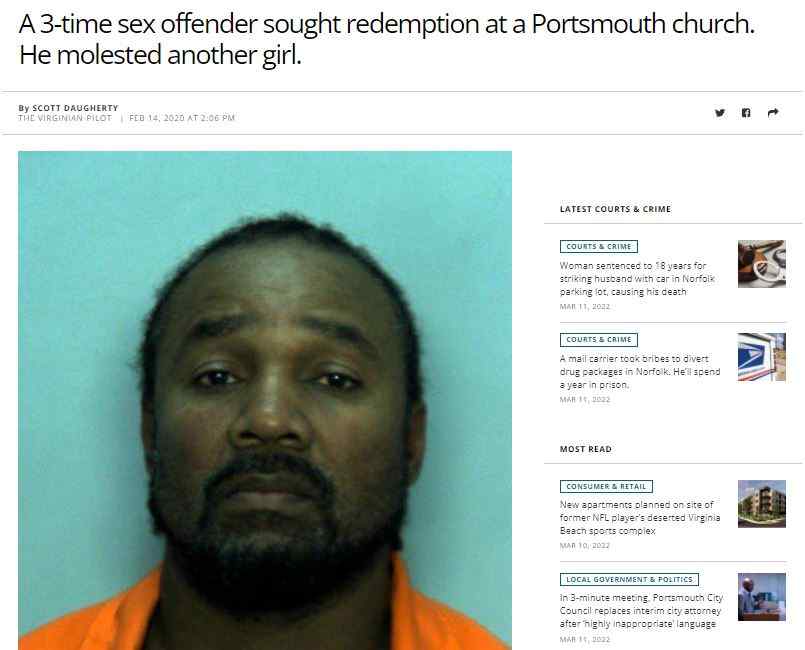 A 3-time sex offender sought redemption at a Portsmouth church.
He molested another girl.
By SCOTT DAUGHERTY
THE VIRGINIAN-PILOT | FEB 14, 2020 AT 2:06 PM
LATEST COURTS & CRIME
COURTS & CRIME
Woman sentenced to 18 years for
striking husband with car in Norfolk
parking lot, causing his death
MAR 11, 2022
COURTS & CRIME
A mail carrier took bribes to divert
drug packages in Norfolk. He'll spend
a year in prison.
MAR 11, 2022
MOST READ
CONSUMER & RETAIL
New apartments planned on site of
former NFL player's deserted Virginia
Beach sports complex
MAR 10, 2022
LOCAL GOVERNMENT & POLITICS
In 3-minute meeting, Portsmouth City
Council replaces interim city attorney
after 'highly inappropriate' language
MAR 11, 2022